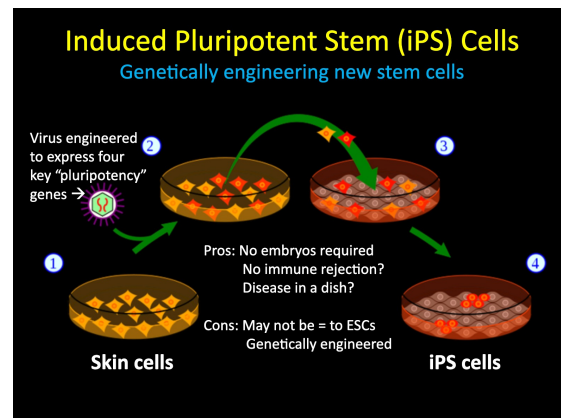 Induced Pluripotent Stem (iPS) Cells
Genetically engineering new stem cells
Virus engineered
to express four
key “pluripotency”
genes →
2
3
1
Pros: No embryos required
No immune rejection?
Disease in a dish?
4
Cons: May not be = to ESCs
Genetically engineered
Skin cells
iPS cells